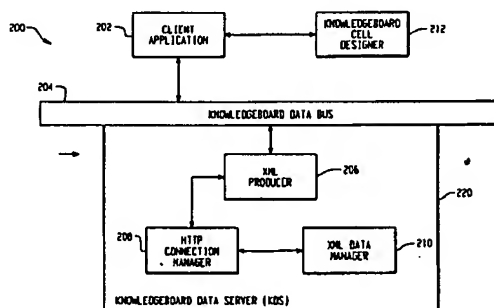 200
202
CLIENT
APPLICATION
KNOWLEDGEBOARD
CELL
DESIGNER
212
204
KNOWLEDGEBOARD DATA BUS
XML
PRODUCER
206
220
208
HTTP
CONNECTION
MANAGER
XML DATA
MANAGER
210
KNOWLEDGEBOARD DATA SERVER (KDS)